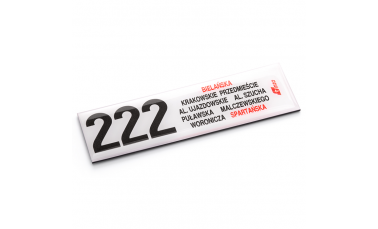 222
BIELAŃSKA
KRAKOWSKIE PRZEDMIEŚCIE
AL. UJAZDOWSKIE AL. SZUCHA
PUŁAWSKA MALCZEWSKIEGO
WORONICZA SPARTAŃSKA